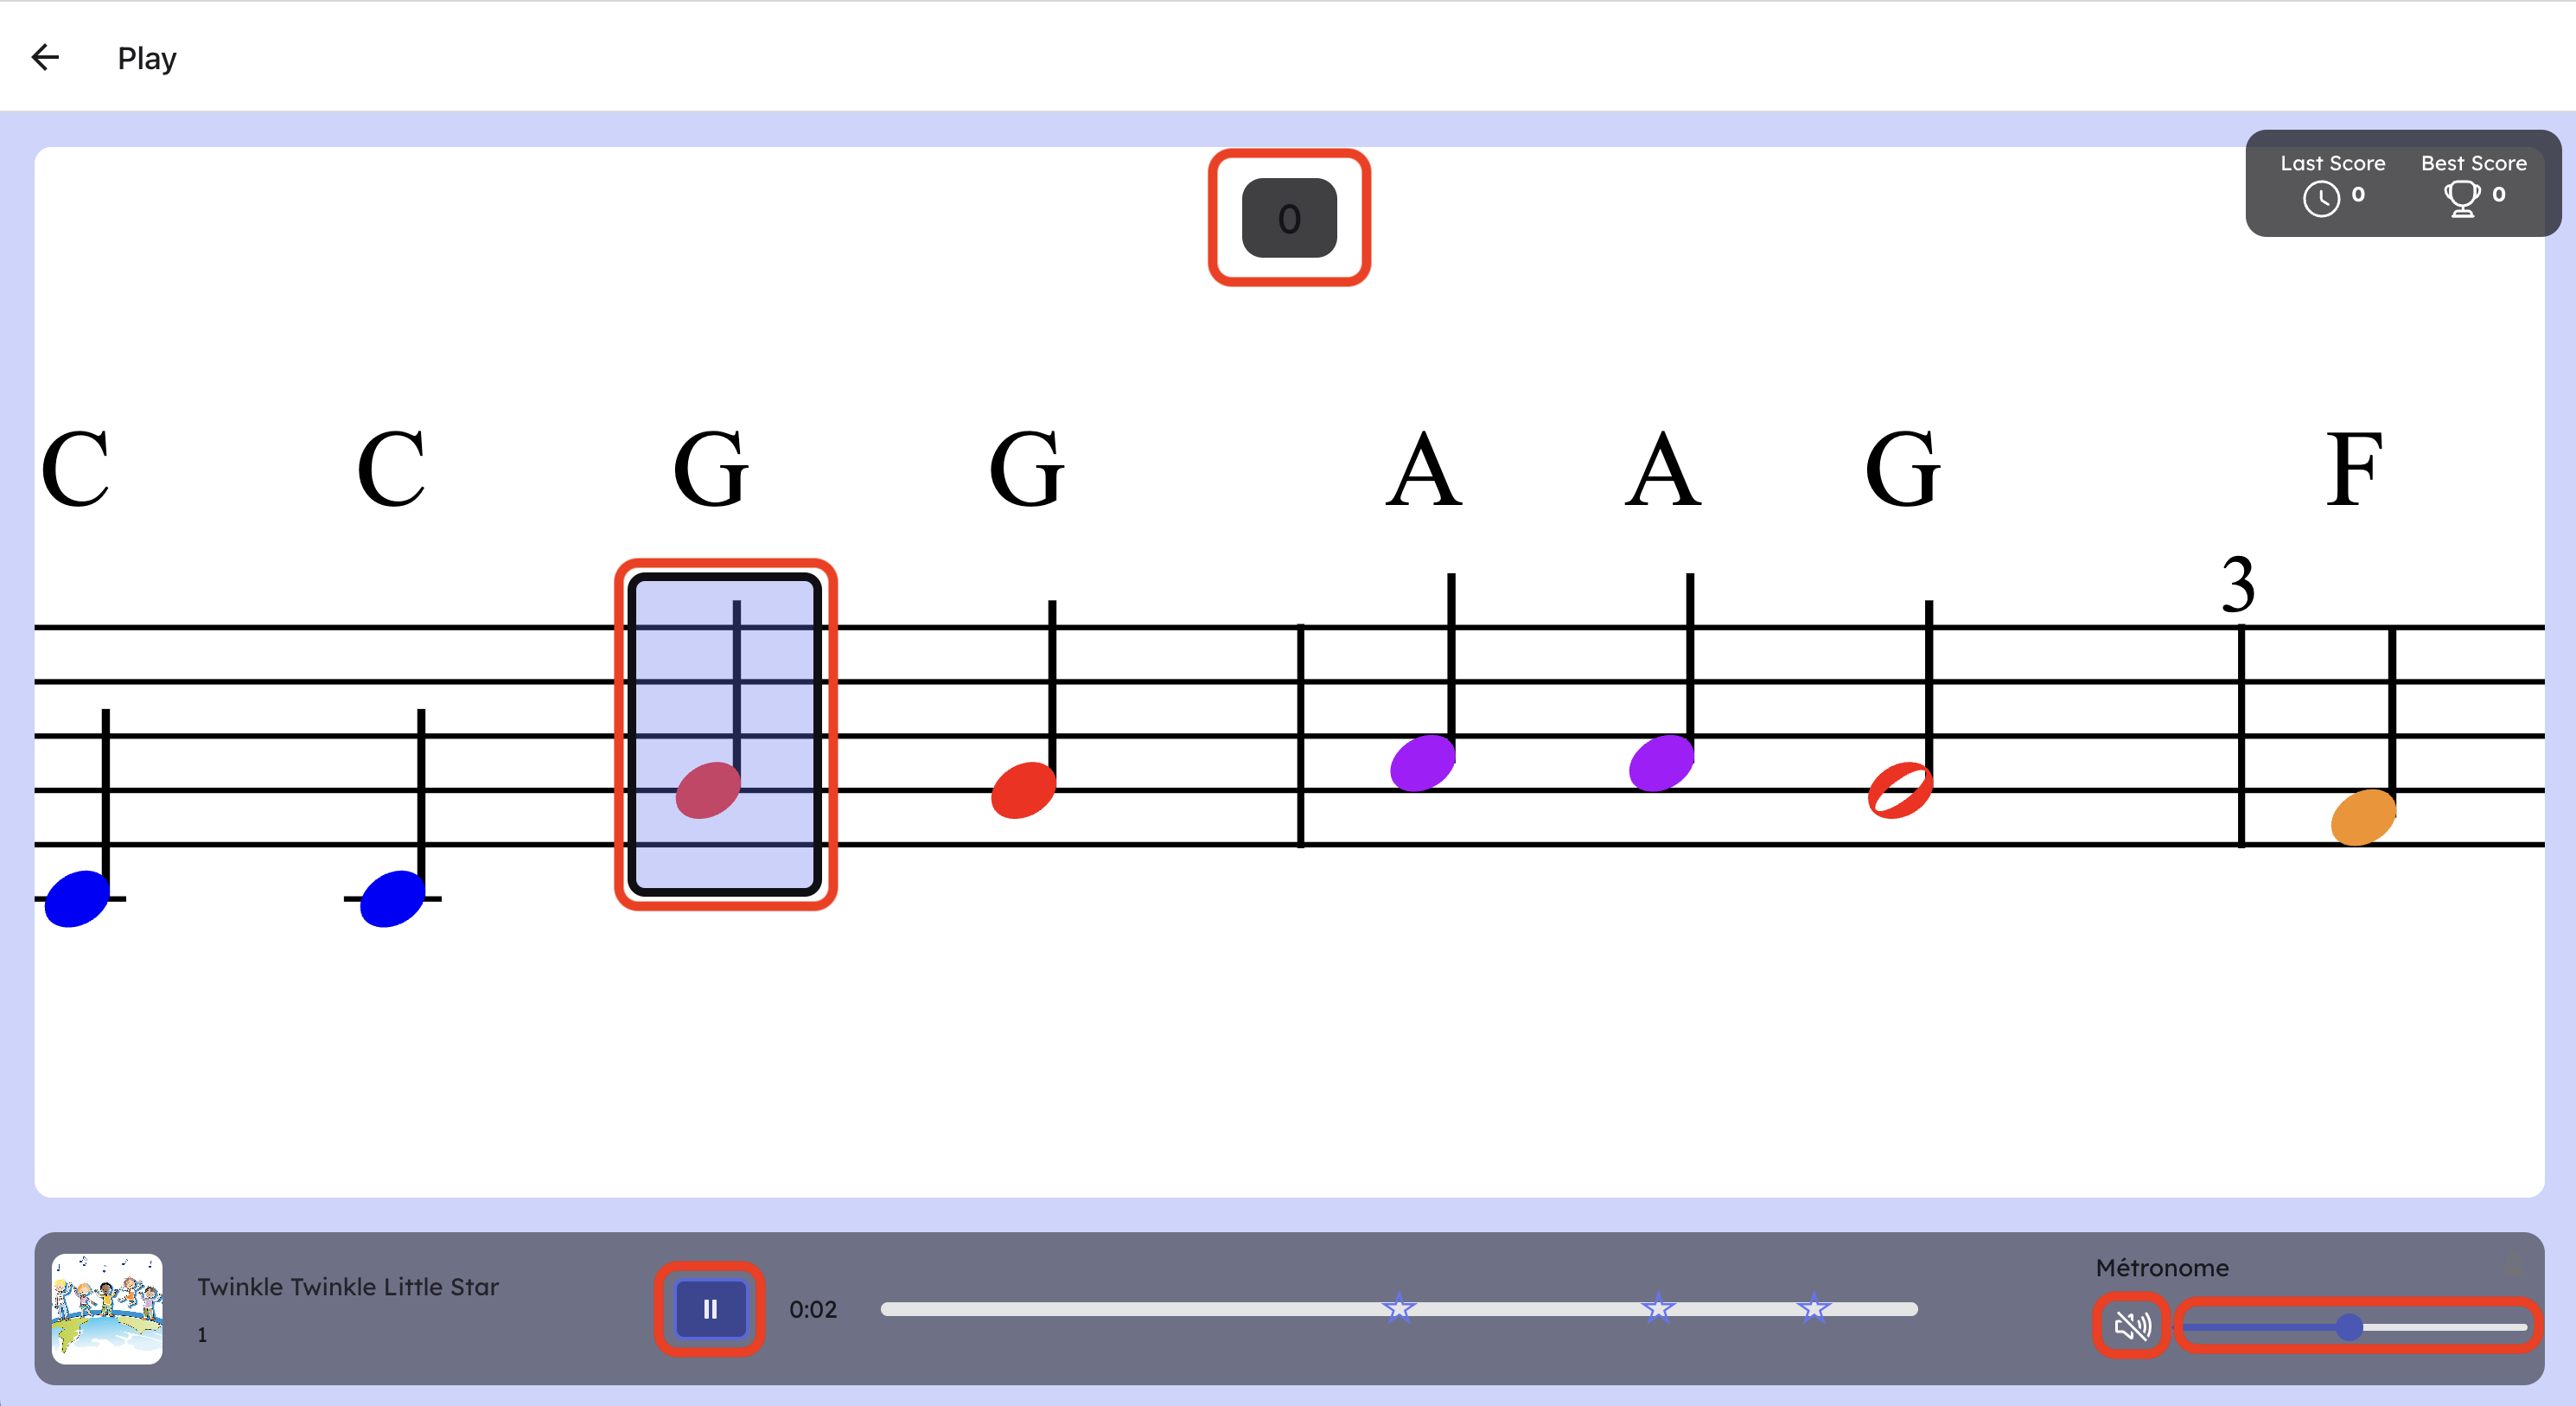 Play
Last Score Best Score
0 0
0
C C G G A A G F
3
Twinkle Twinkle Little Star
1
0:02
Métronome